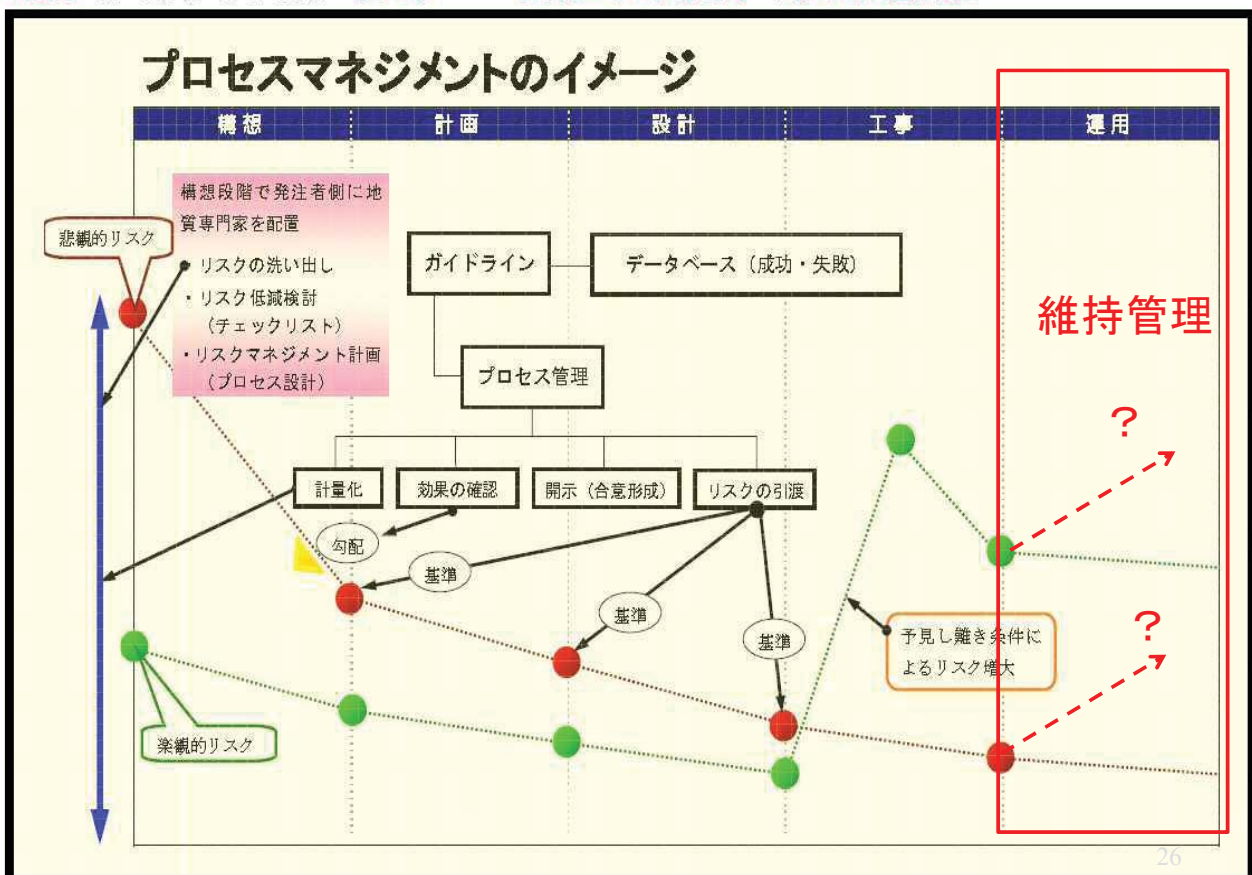 プロセスマネジメントのイメージ
構想
計画
設計
工事
運用
構想段階で発注者側に地
質専門家を配置
・リスクの洗い出し
・リスク低減検討
（チェックリスト）
・リスクマネジメント計画
（プロセス設計）
悲観的リスク
ガイドライン
データベース（成功・失敗）
維持管理
プロセス管理
？
計量化
効果の確認
開示（合意形成）
リスクの引渡
勾配
基準
基準
基準
？
予見し難き条件に
よるリスク増大
楽観的リスク
26